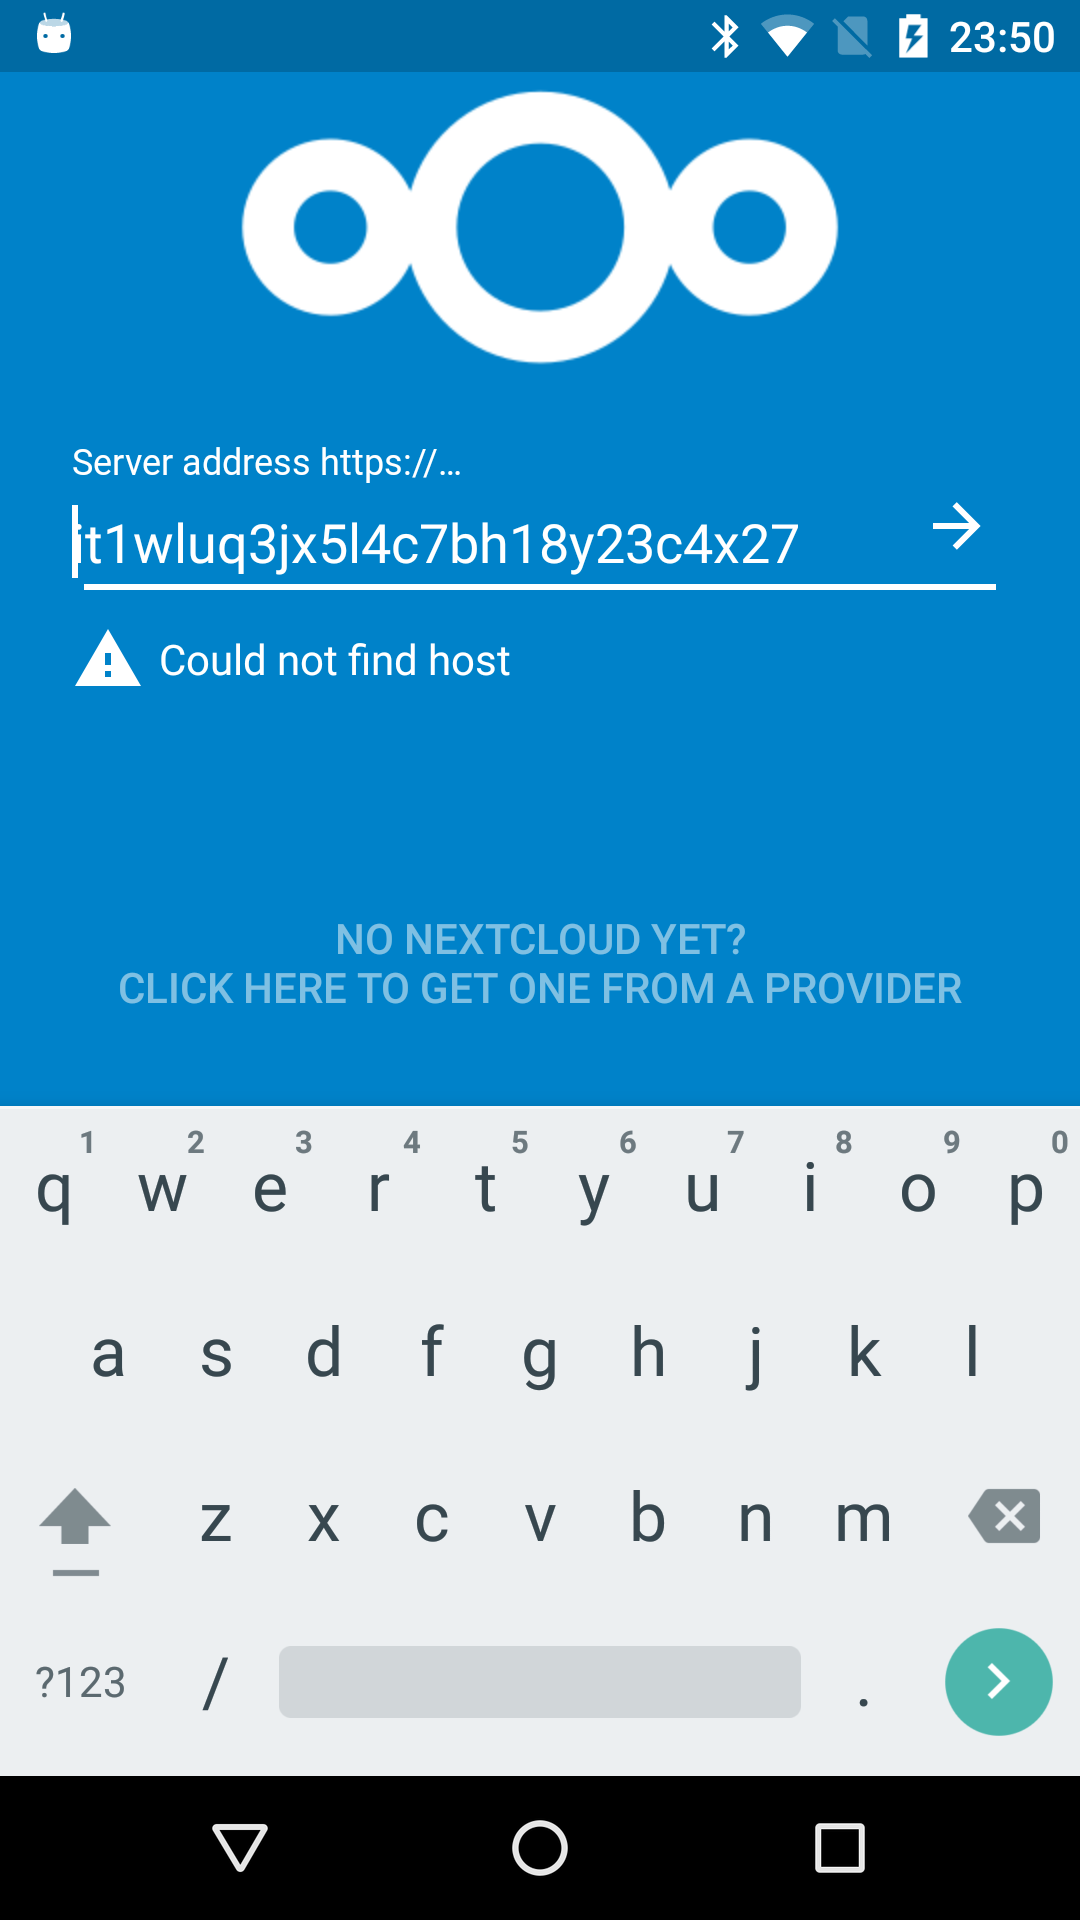 23:50
Server address https://…
it1wluq3jx5l4c7bh18y23c4x27
Could not find host
NO NEXTCLOUD YET?
CLICK HERE TO GET ONE FROM A PROVIDER
1 2 3 4 5 6 7 8 9 0
q w e r t y u i o p
a s d f g h j k l
z x c v b n m
?123 / .